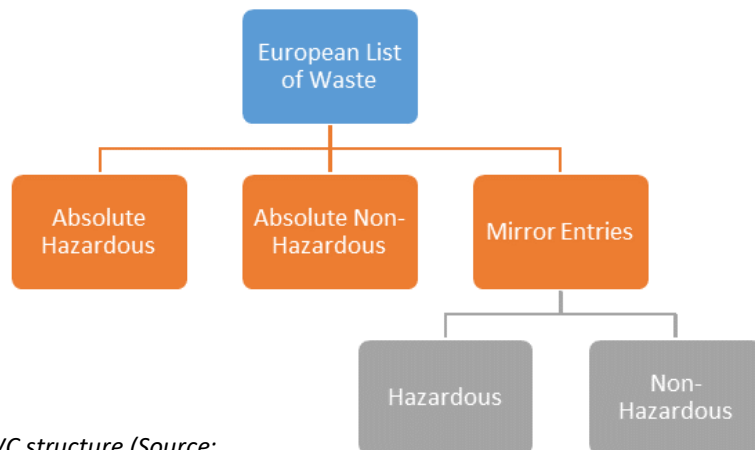 European List
of Waste
Absolute
Hazardous
Absolute Non-
Hazardous
Mirror Entries
Hazardous
Non-
Hazardous
structure (Source: